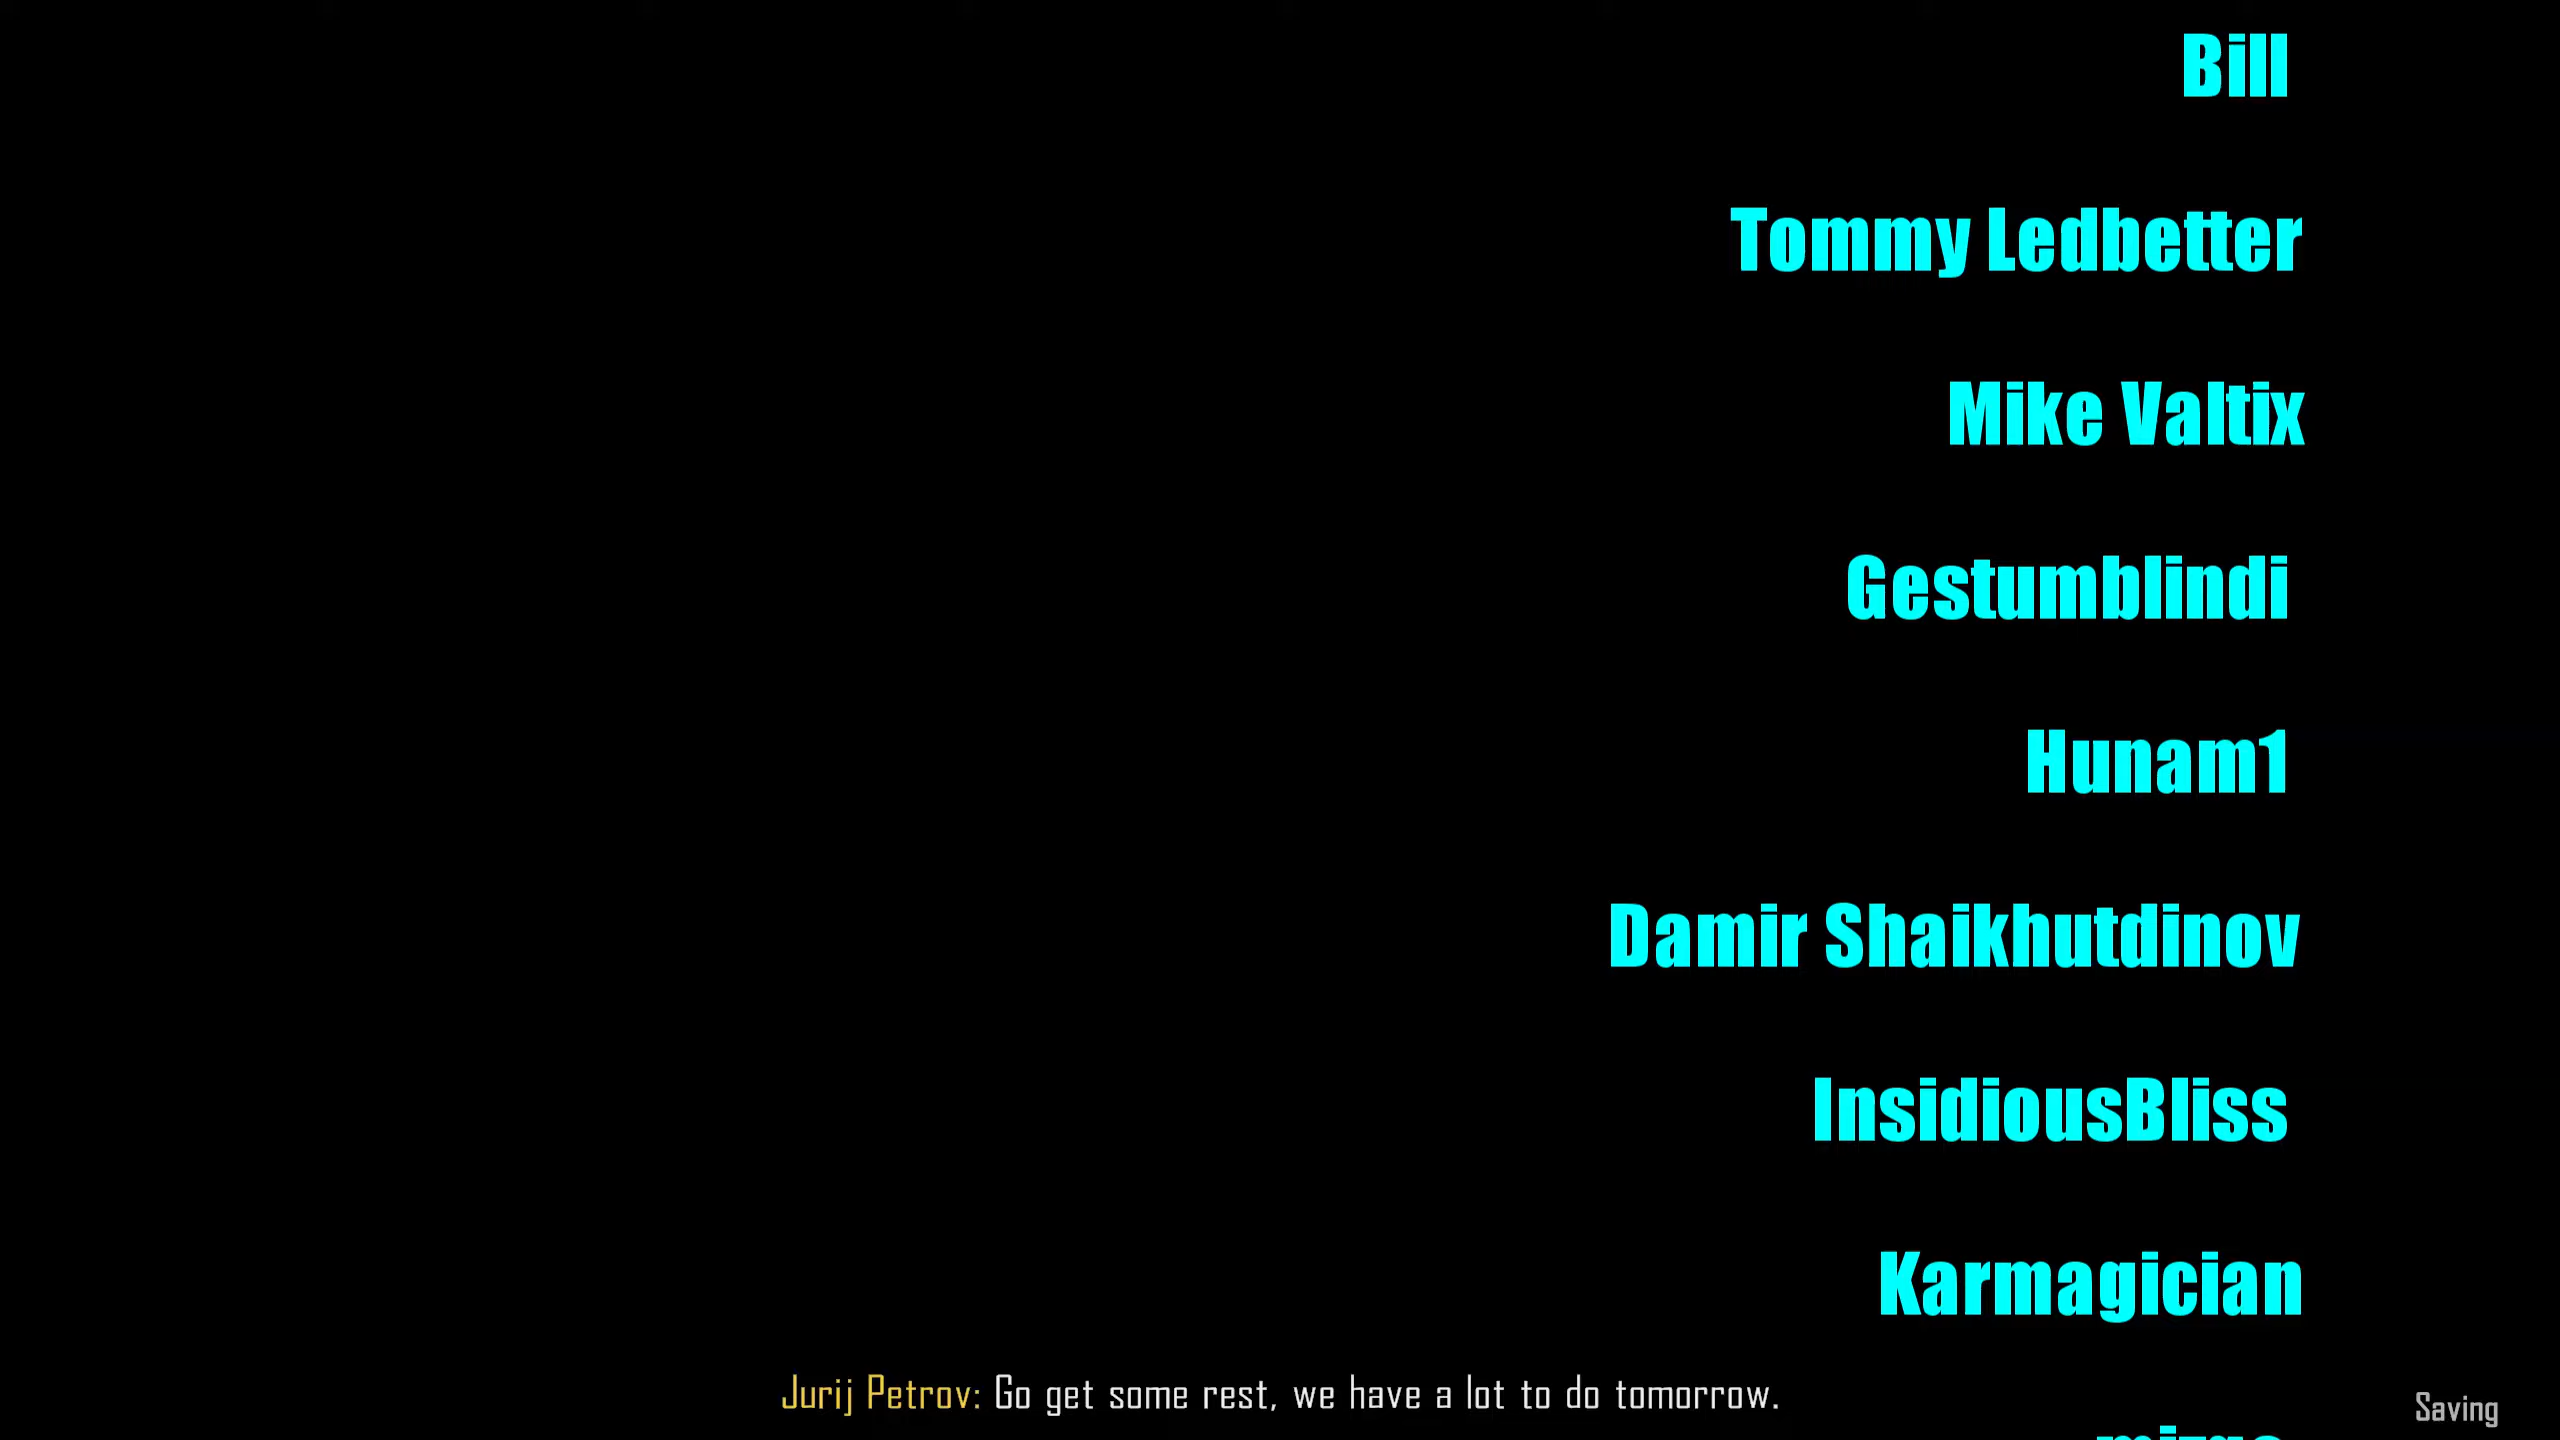 Bill
Tommy Ledbetter
Mike Valtix
Gestumblindi
Hunam1
Damir Shaikhutdinov
InsidiousBliss
Karmagician
Jurij Petrov: Go get some rest, we have a lot to do tomorrow.
Saving